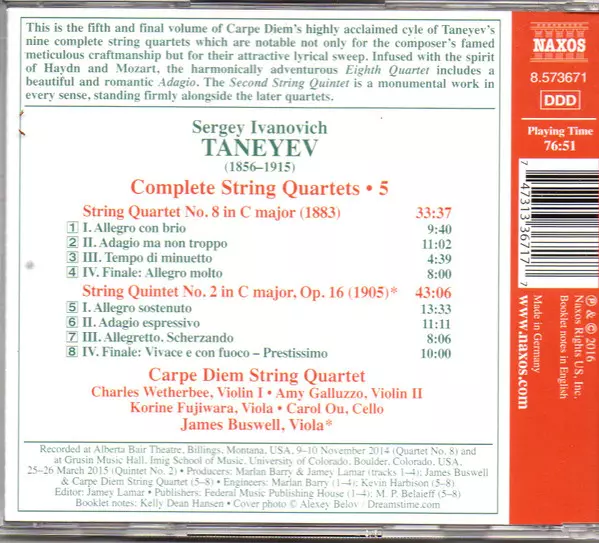 This is the fifth and final volume of Carpe Diem's highly acclaimed cyle of Taneyev's
nine complete string quartets which are notable not only for the composer's famed
meticulous craftmanship but for their attractive lyrical sweep. Infused with the spirit
of Haydn and Mozart, the harmonically adventurous Eighth Quartet includes a
beautiful and romantic Adagio. The Second String Quintet is a monumental work in
every sense, standing firmly alongside the later quartets.
Sergey Ivanovich
TANEYEV
(1856–1915)
Complete String Quartets • 5
String Quartet No. 8 in C major (1883) 33:37
1 I. Allegro con brio 9:40
2 II. Adagio ma non troppo 11:02
3 III. Tempo di minuetto 4:39
4 IV. Finale: Allegro molto 8:00
String Quintet No. 2 in C major, Op. 16 (1905)* 43:06
5 I. Allegro sostenuto 13:33
6 II. Adagio espressivo 11:11
7 III. Allegretto. Scherzando 8:06
8 IV. Finale: Vivace e con fuoco – Prestissimo 10:00
Carpe Diem String Quartet
Charles Wetherbee, Violin I • Amy Galluzzo, Violin II
Korine Fujiwara, Viola • Carol Ou, Cello
James Buswell, Viola*
Recorded at Alberta Bair Theatre, Billings, Montana, USA, 9–10 November 2014 (Quartet No. 8) and
at Grusin Music Hall, Imig School of Music, University of Colorado, Boulder, Colorado, USA,
25–26 March 2015 (Quintet No. 2) • Producers: Marlan Barry & Jamey Lamar (tracks 1–4); James Buswell
& Carpe Diem String Quartet (5–8) • Engineers: Marlan Barry (1–4); Kevin Harbison (5–8)
Editor: Jamey Lamar • Publishers: Federal Music Publishing House (1–4); M. P. Belaieff (5–8)
Booklet notes: Kelly Dean Hansen • Cover photo © Alexey Belov / Dreamstime.com
NAXOS
8.573671
DDD
Playing Time
76:51
7 47313 36717 7
℗ & © 2016
Naxos Rights US, Inc.
Booklet notes in English
Made in Germany
www.naxos.com